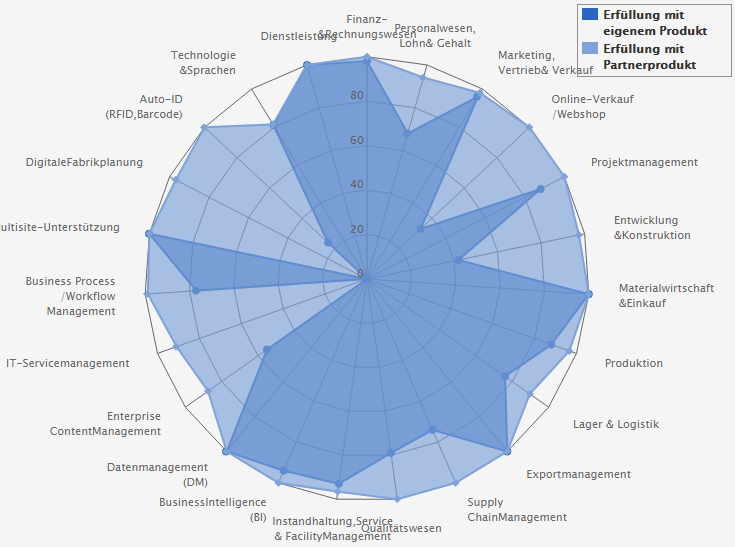 Finanz-
&Rechnungswesen
Personalwesen,
Lohn& Gehalt
Marketing,
Vertrieb& Verkauf
Online-Verkauf
/Webshop
Projektmanagement
Entwicklung
&Konstruktion
Materialwirtschaft
&Einkauf
Produktion
Lager & Logistik
Exportmanagement
Supply
ChainManagement
Qualitätswesen
Instandhaltung,Service
& FacilityManagement
BusinessIntelligence
(BI)
Datenmanagement
(DM)
Enterprise
ContentManagement
IT-Servicemanagement
Business Process
/Workflow
Management
ultisite-Unterstützung
DigitaleFabrikplanung
Auto-ID
(RFID,Barcode)
Technologie
&Sprachen
Dienstleistung
80
60
40
20
0
Erfüllung mit
eigenem Produkt
Erfüllung mit
Partnerprodukt